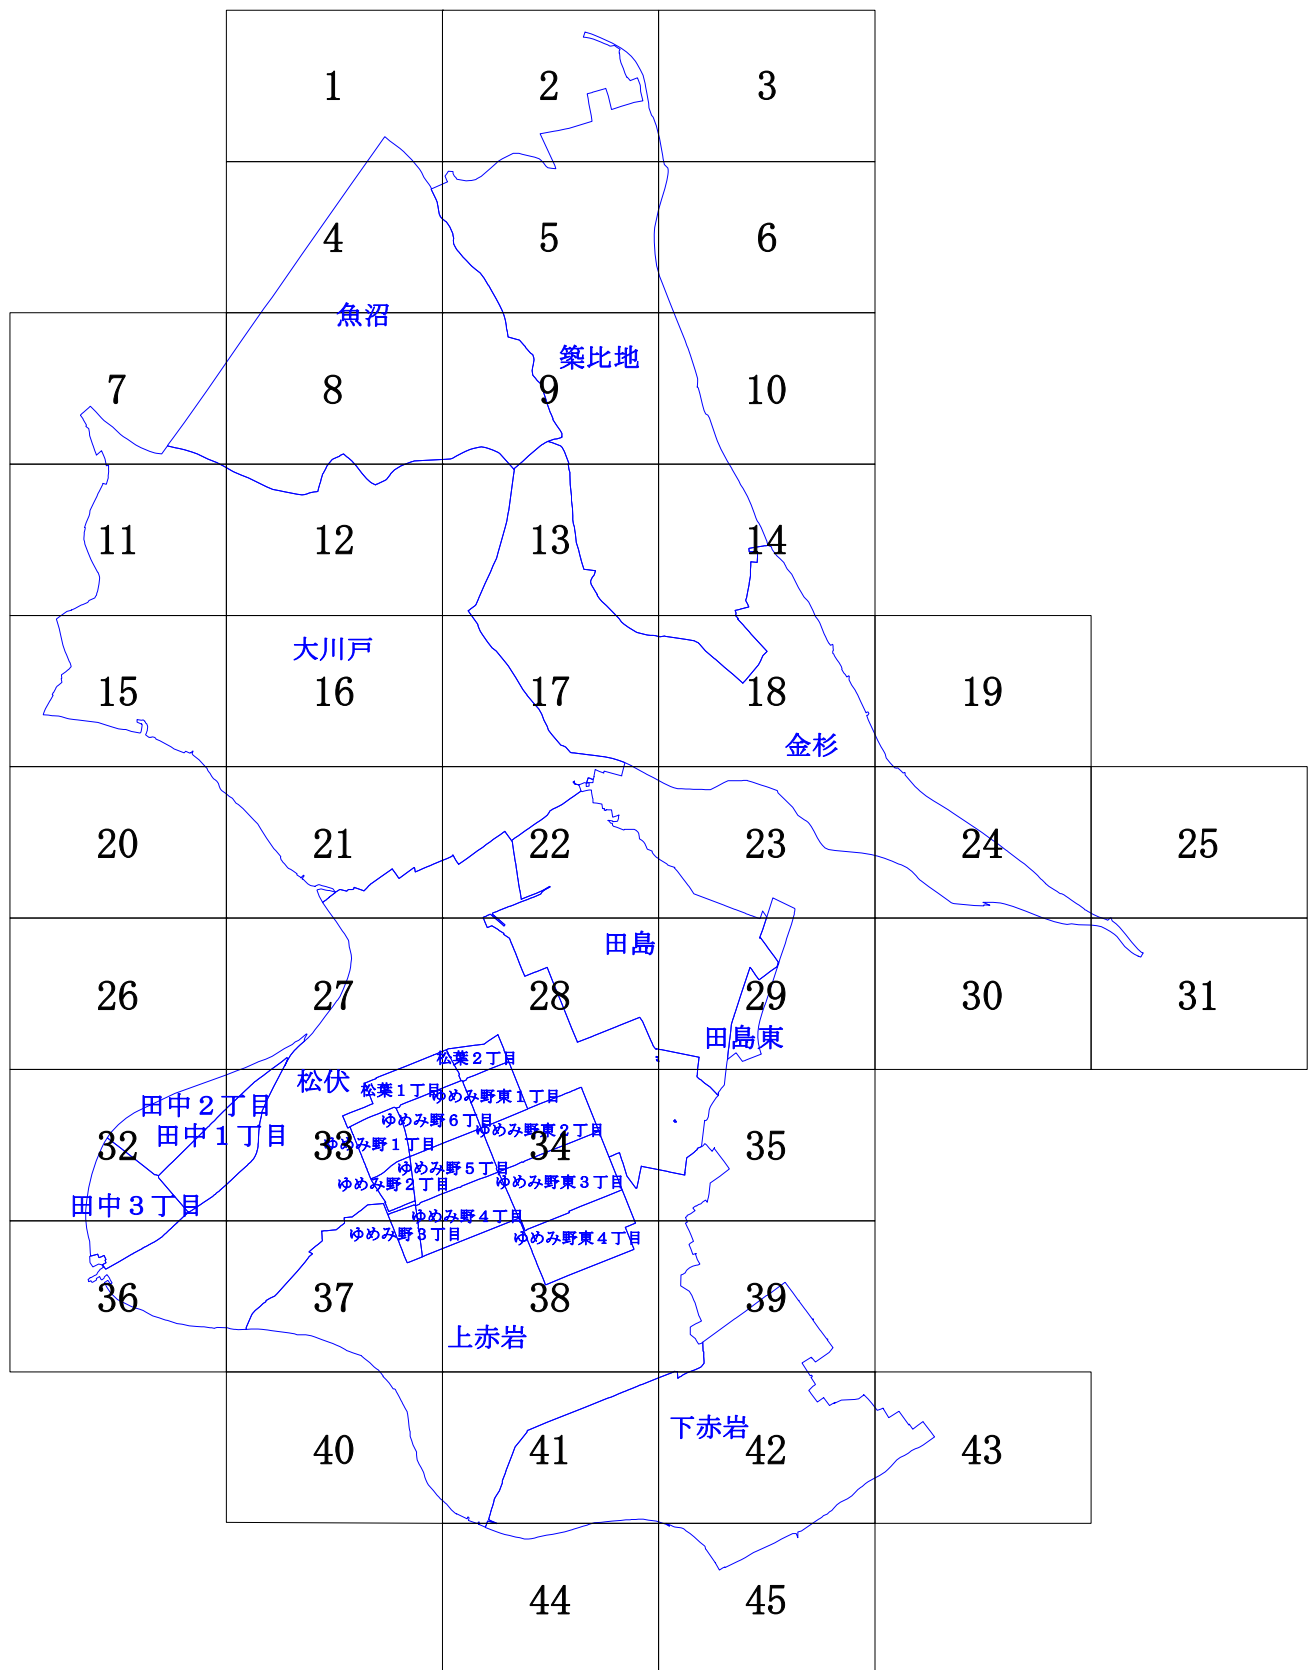 1 2 3
4 5 6
魚沼
築比地
7 8 9 10
11 12 13 14
大川戸
15 16 17 18 19
金杉
20 21 22 23 24 25
田島
26 27 28 29 30 31
田島東
松葉2丁目
松伏
松葉1丁目
ゆめみ野東1丁目
田中2丁目
ゆめみ野6丁目
ゆめみ野東2丁目
田中1丁目
ゆめみ野1丁目
32 33 34 35
ゆめみ野5丁目
ゆめみ野2丁目
ゆめみ野東3丁目
田中3丁目
ゆめみ野4丁目
ゆめみ野3丁目
ゆめみ野東4丁目
36 37 38 39
上赤岩
下赤岩
40 41 42 43
44 45